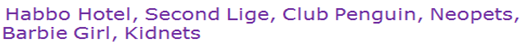 Habbo Hotel, Second Lige, Club Penguin, Neopets,
Barbie Girl, Kidnets